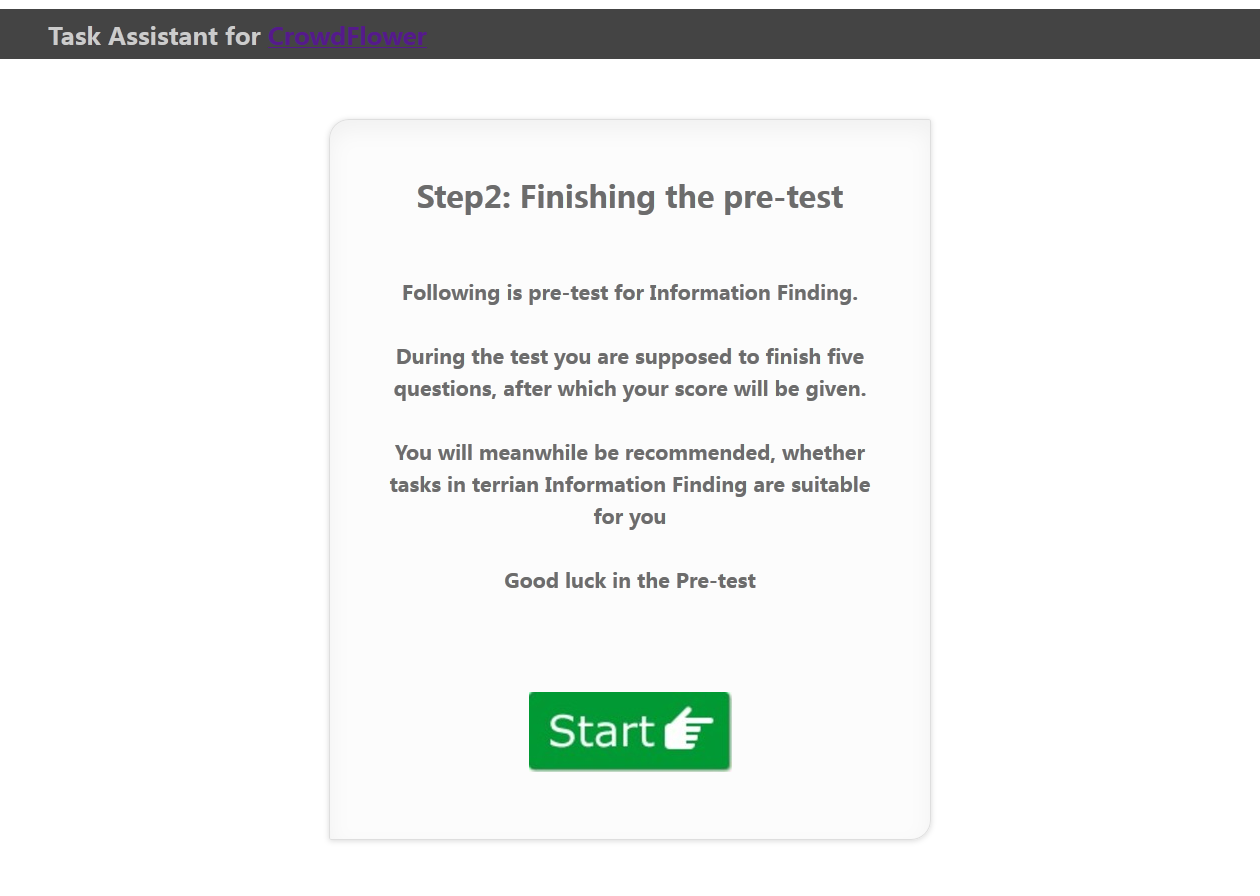 Task Assistant for CrowdFlower
Step2: Finishing the pre-test
Following is pre-test for Information Finding.
During the test you are supposed to finish five
questions, after which your score will be given.
You will meanwhile be recommended, whether
tasks in terrian Information Finding are suitable
for you
Good luck in the Pre-test
Start